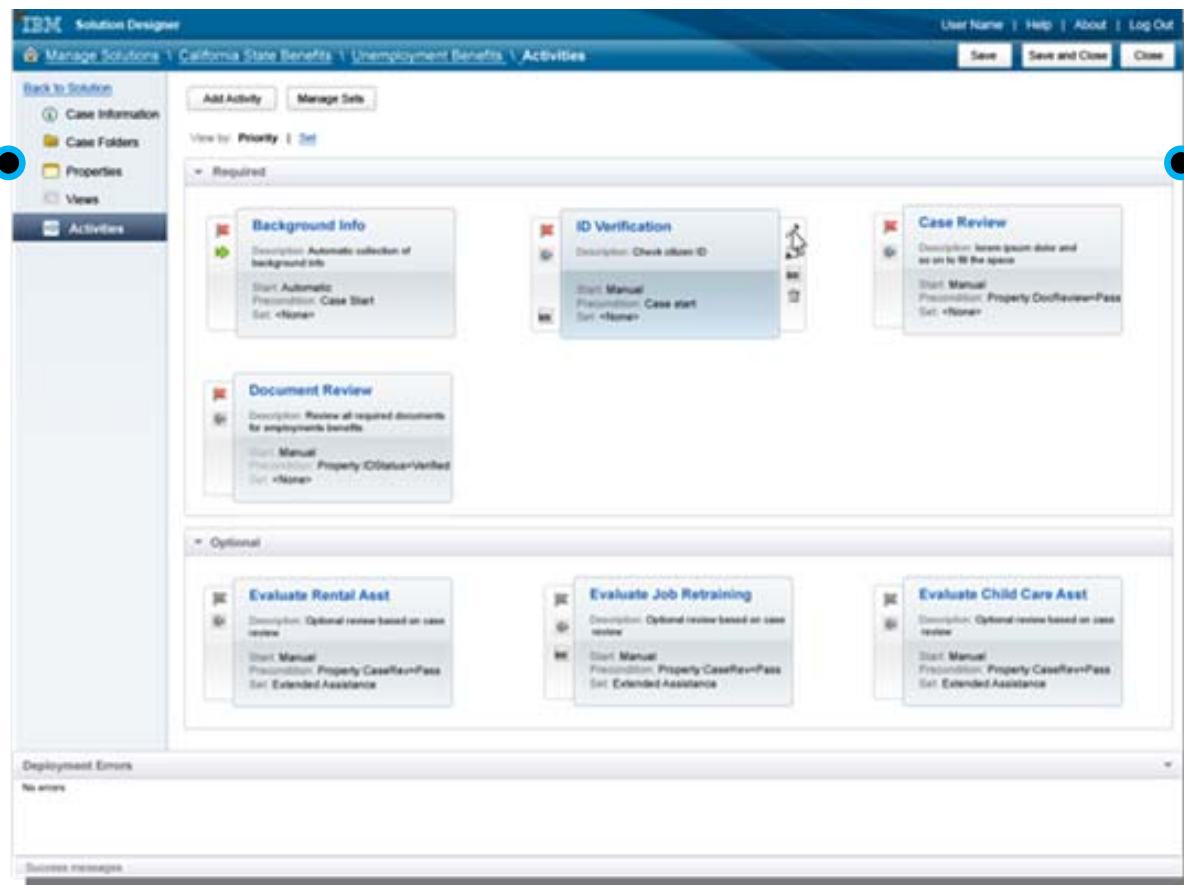 IBM Solution Designer
User Name | Help | About | Log Out
Manage Solutions \ California State Benefits \ Unemployment Benefits \ Activities
Save
Save and Close
Close
Back to Solution
Case Information
Case Folders
Properties
Views
Activities
Add Activity
Manage Sets
View by: Priority | Set
Required
Background Info
Description: Automatic collection of
background info
Start: Automatic
Precondition: Case Start
Set: <None>
ID Verification
Description: Check citizen ID
Start: Manual
Precondition: Case start
Set: <None>
Case Review
Description: lorem ipsum dolor and
so on to fill the space
Start: Manual
Precondition: Property:DocReview=Pass
Set: <None>
Document Review
Description: Review all required documents
for employments benefits
Start: Manual
Precondition: Property:IDStatus=Verified
Set: <None>
Optional
Evaluate Rental Asst
Description: Optional review based on case
review
Start: Manual
Precondition: Property:CaseRev=Pass
Set: Extended Assistance
Evaluate Job Retraining
Description: Optional review based on case
review
Start: Manual
Precondition: Property:CaseRev=Pass
Set: Extended Assistance
Evaluate Child Care Asst
Description: Optional review based on case
review
Start: Manual
Precondition: Property:CaseRev=Pass
Set: Extended Assistance
Deployment Errors
No errors
Success messages